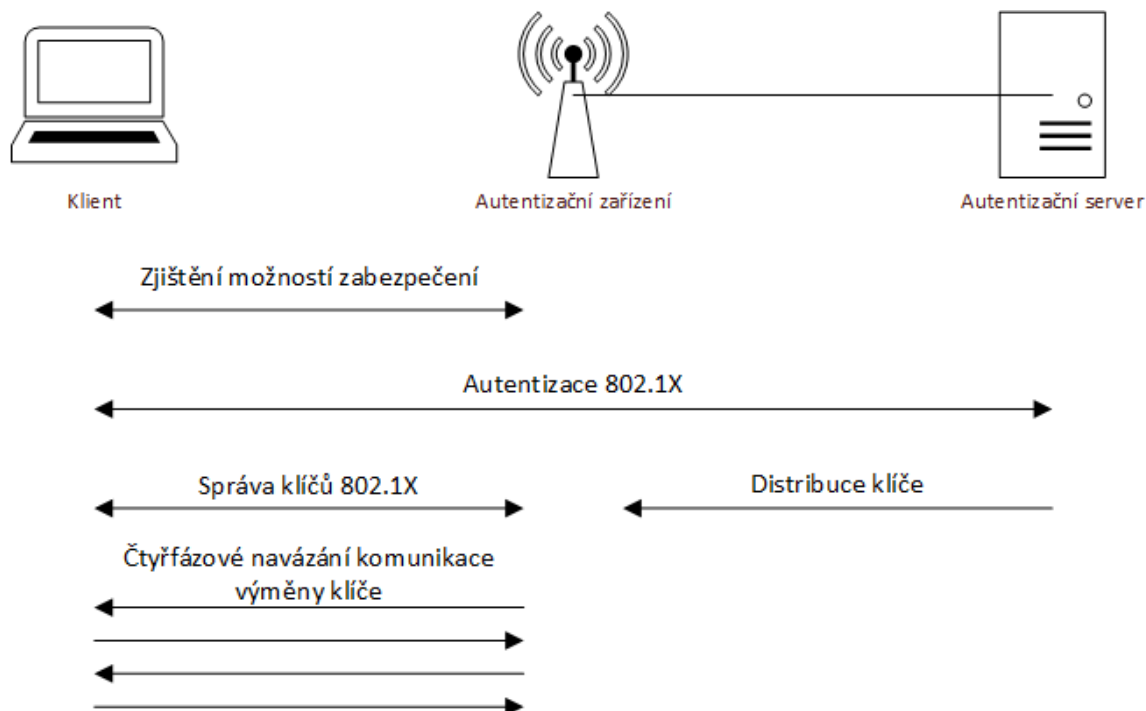 Klient
Autentizační zařízení
Autentizační server
Zjištění možností zabezpečení
Autentizace 802.1X
Správa klíčů 802.1X
Distribuce klíče
Čtyřfázové navázání komunikace
výměny klíče